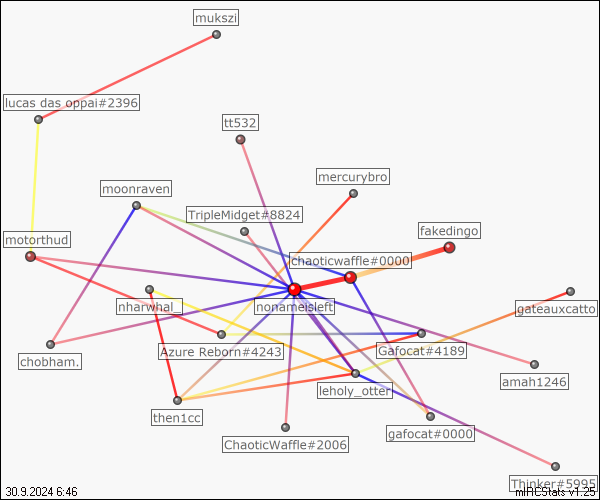 mukszi
lucas das oppai#2396
tt532
mercurybro
moonraven
TripleMidget#8824
fakedingo
motorthud
chaoticwaffle#0000
nharwhal_
nonameisleft
gateauxcatto
chobham.
Azure Reborn#4243
Gafocat#4189
amah1246
leholy_otter
then1cc
ChaoticWaffle#2006
gafocat#0000
Thinker#5995
30.9.2024 6:46
mIRCStats v1.25